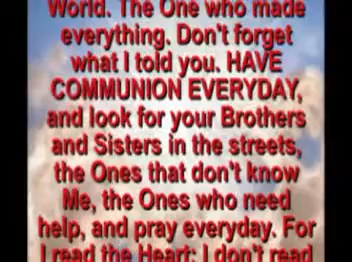 World. The One who made
everything. Don't forget
what I told you. HAVE
COMMUNION EVERYDAY,
and look for your Brothers
and Sisters in the streets,
the Ones that don't know
Me, the Ones who need
help, and pray everyday. For
I read the Heart; I don't read